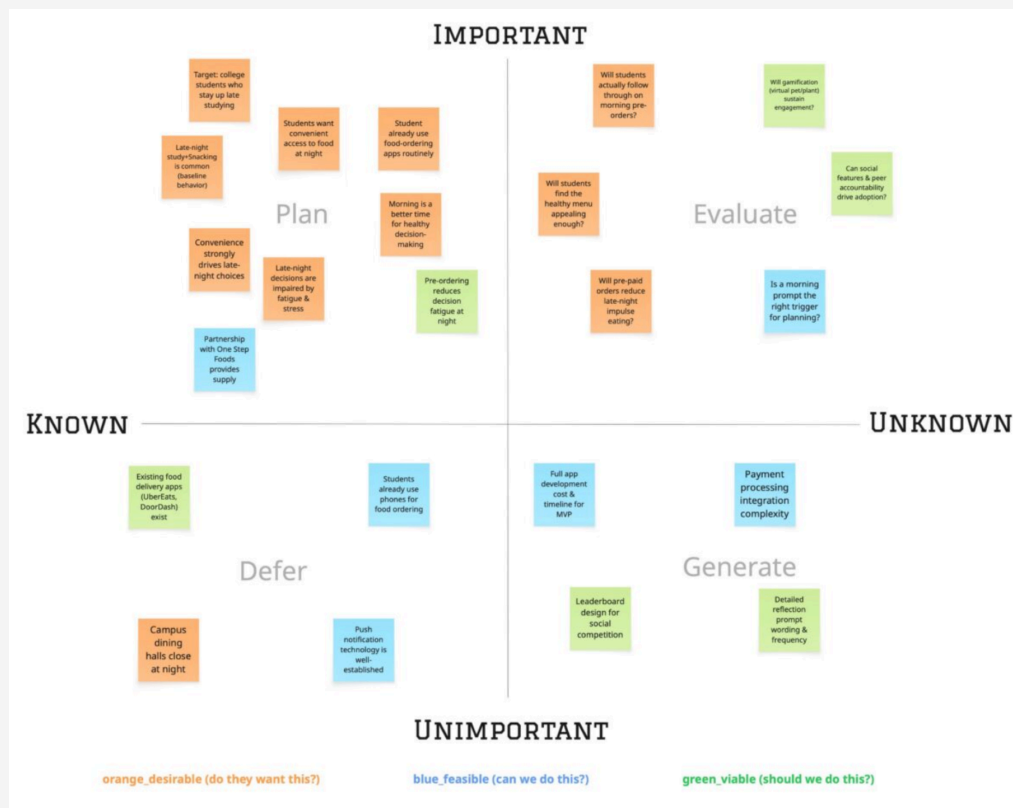 IMPORTANT
Target: college
students who
stay up late
studying
Students want
convenient
access to food
at night
Student
already use
food-ordering
apps routinely
Late-night
study+Snacking
is common
(baseline
behavior)
Morning is a
better time
for healthy
decision-
making
Plan
Convenience
strongly
drives late-
night choices
Late-night
decisions are
impaired by
fatigue &
stress
Pre-ordering
reduces
decision
fatigue at
night
Partnership
with One Step
Foods
provides
supply
Will students
actually follow
through on
morning pre-
orders?
Will gamification
(virtual pet/plant)
sustain
engagement?
Can social
features & peer
accountability
drive adoption?
Will students
find the
healthy menu
appealing
enough?
Evaluate
Will pre-paid
orders reduce
late-night
impulse
eating?
Is a morning
prompt the
right trigger
for planning?
KNOWN
UNKNOWN
Existing food
delivery apps
(UberEats,
DoorDash)
exist
Students
already use
phones for
food ordering
Defer
Campus
dining
halls close
at night
Push
notification
technology is
well-
established
Full app
development
cost &
timeline for
MVP
Payment
processing
integration
complexity
Generate
Leaderboard
design for
social
competition
Detailed
reflection
prompt
wording &
frequency
UNIMPORTANT
orange_desirable (do they want this?)
blue_feasible (can we do this?)
green_viable (should we do this?)